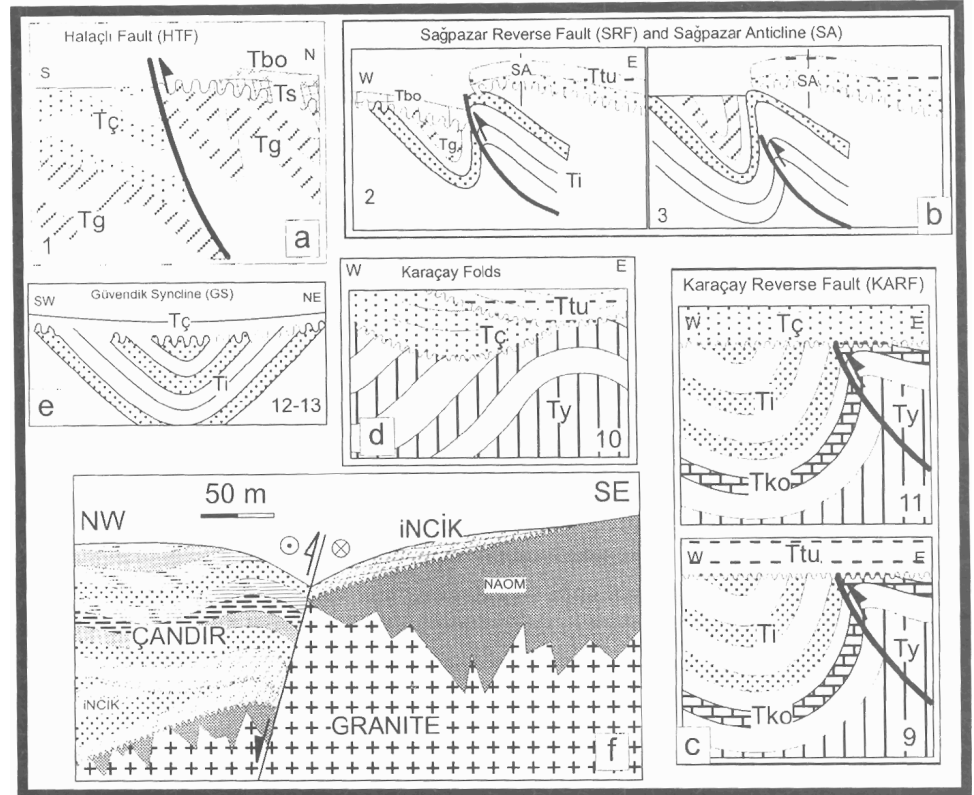 Halaçlı Fault (HTF)
S
N
Tbo
Ts
Tç
Tg
Tg
1
a
Sağpazar Reverse Fault (SRF) and Sağpazar Anticline (SA)
W
E
SA
Ttu
Tbo
Tg
Ti
2
SA
3
b
Güvendik Syncline (GS)
SW
NE
Tç
Ti
e
12-13
W
E
Karaçay Folds
Ttu
Tç
Ty
d
10
Karaçay Reverse Fault (KARF)
W
Tç
E
Ti
Ty
Tko
11
W
Ttu
E
Ti
Ty
Tko
c
9
50 m
NW
SE
iNCİK
NAOM
ÇANDIR
iNCİK
GRANITE
f